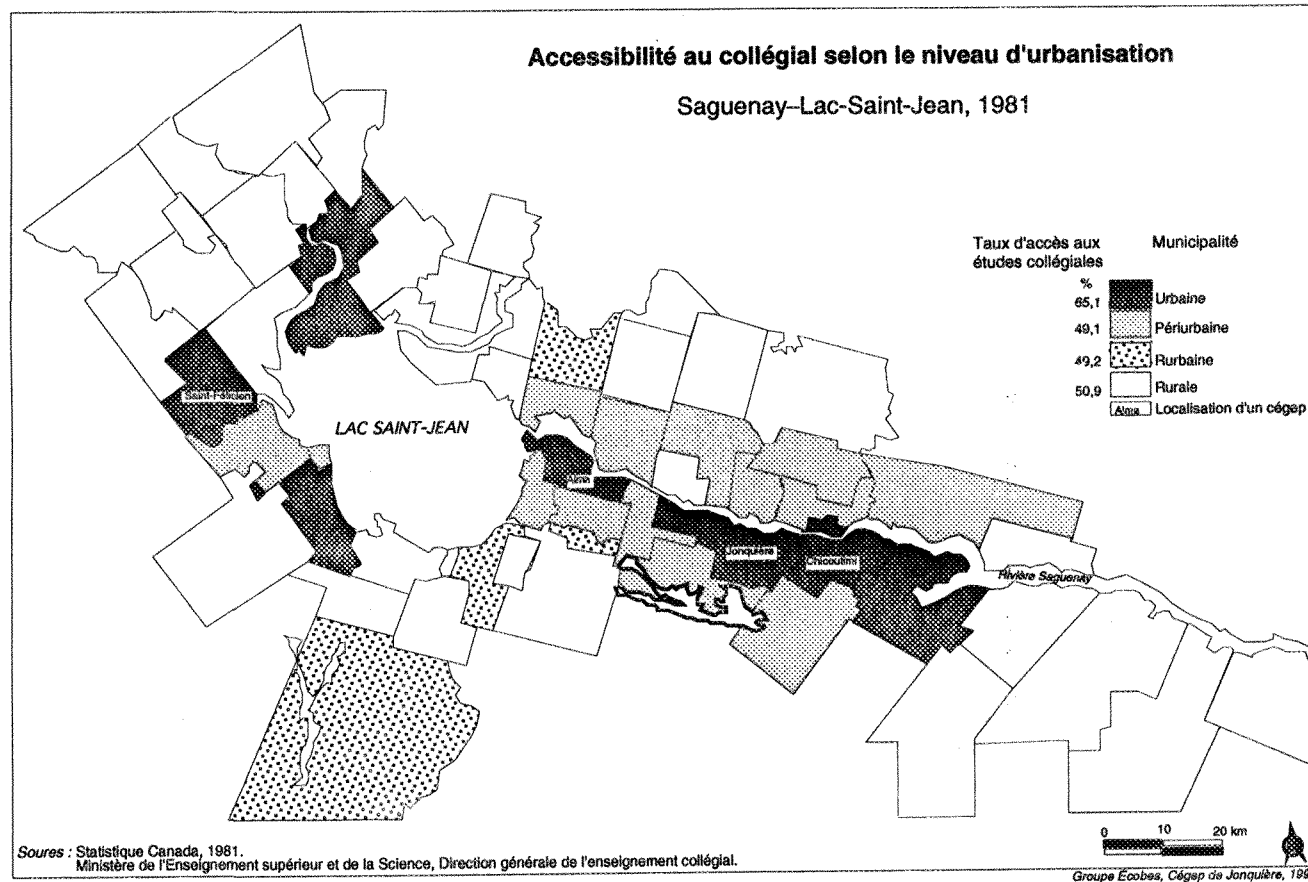 Accessibilité au collégial selon le niveau d'urbanisation
Saguenay--Lac-Saint-Jean, 1981
Taux d'accès aux
études collégiales
Municipalité
%
65,1 Urbaine
49,1 Périurbaine
49,2 Rurbaine
50,9 Rurale
Alma Localisation d'un cégep
Saint-Félicien
LAC SAINT-JEAN
Alma
Jonquière
Chicoutimi
Rivière Saguenay
0 10 20 km
Soures : Statistique Canada, 1981.
Ministère de l'Enseignement supérieur et de la Science, Direction générale de l'enseignement collégial.
Groupe Écobes, Cégep de Jonquière,